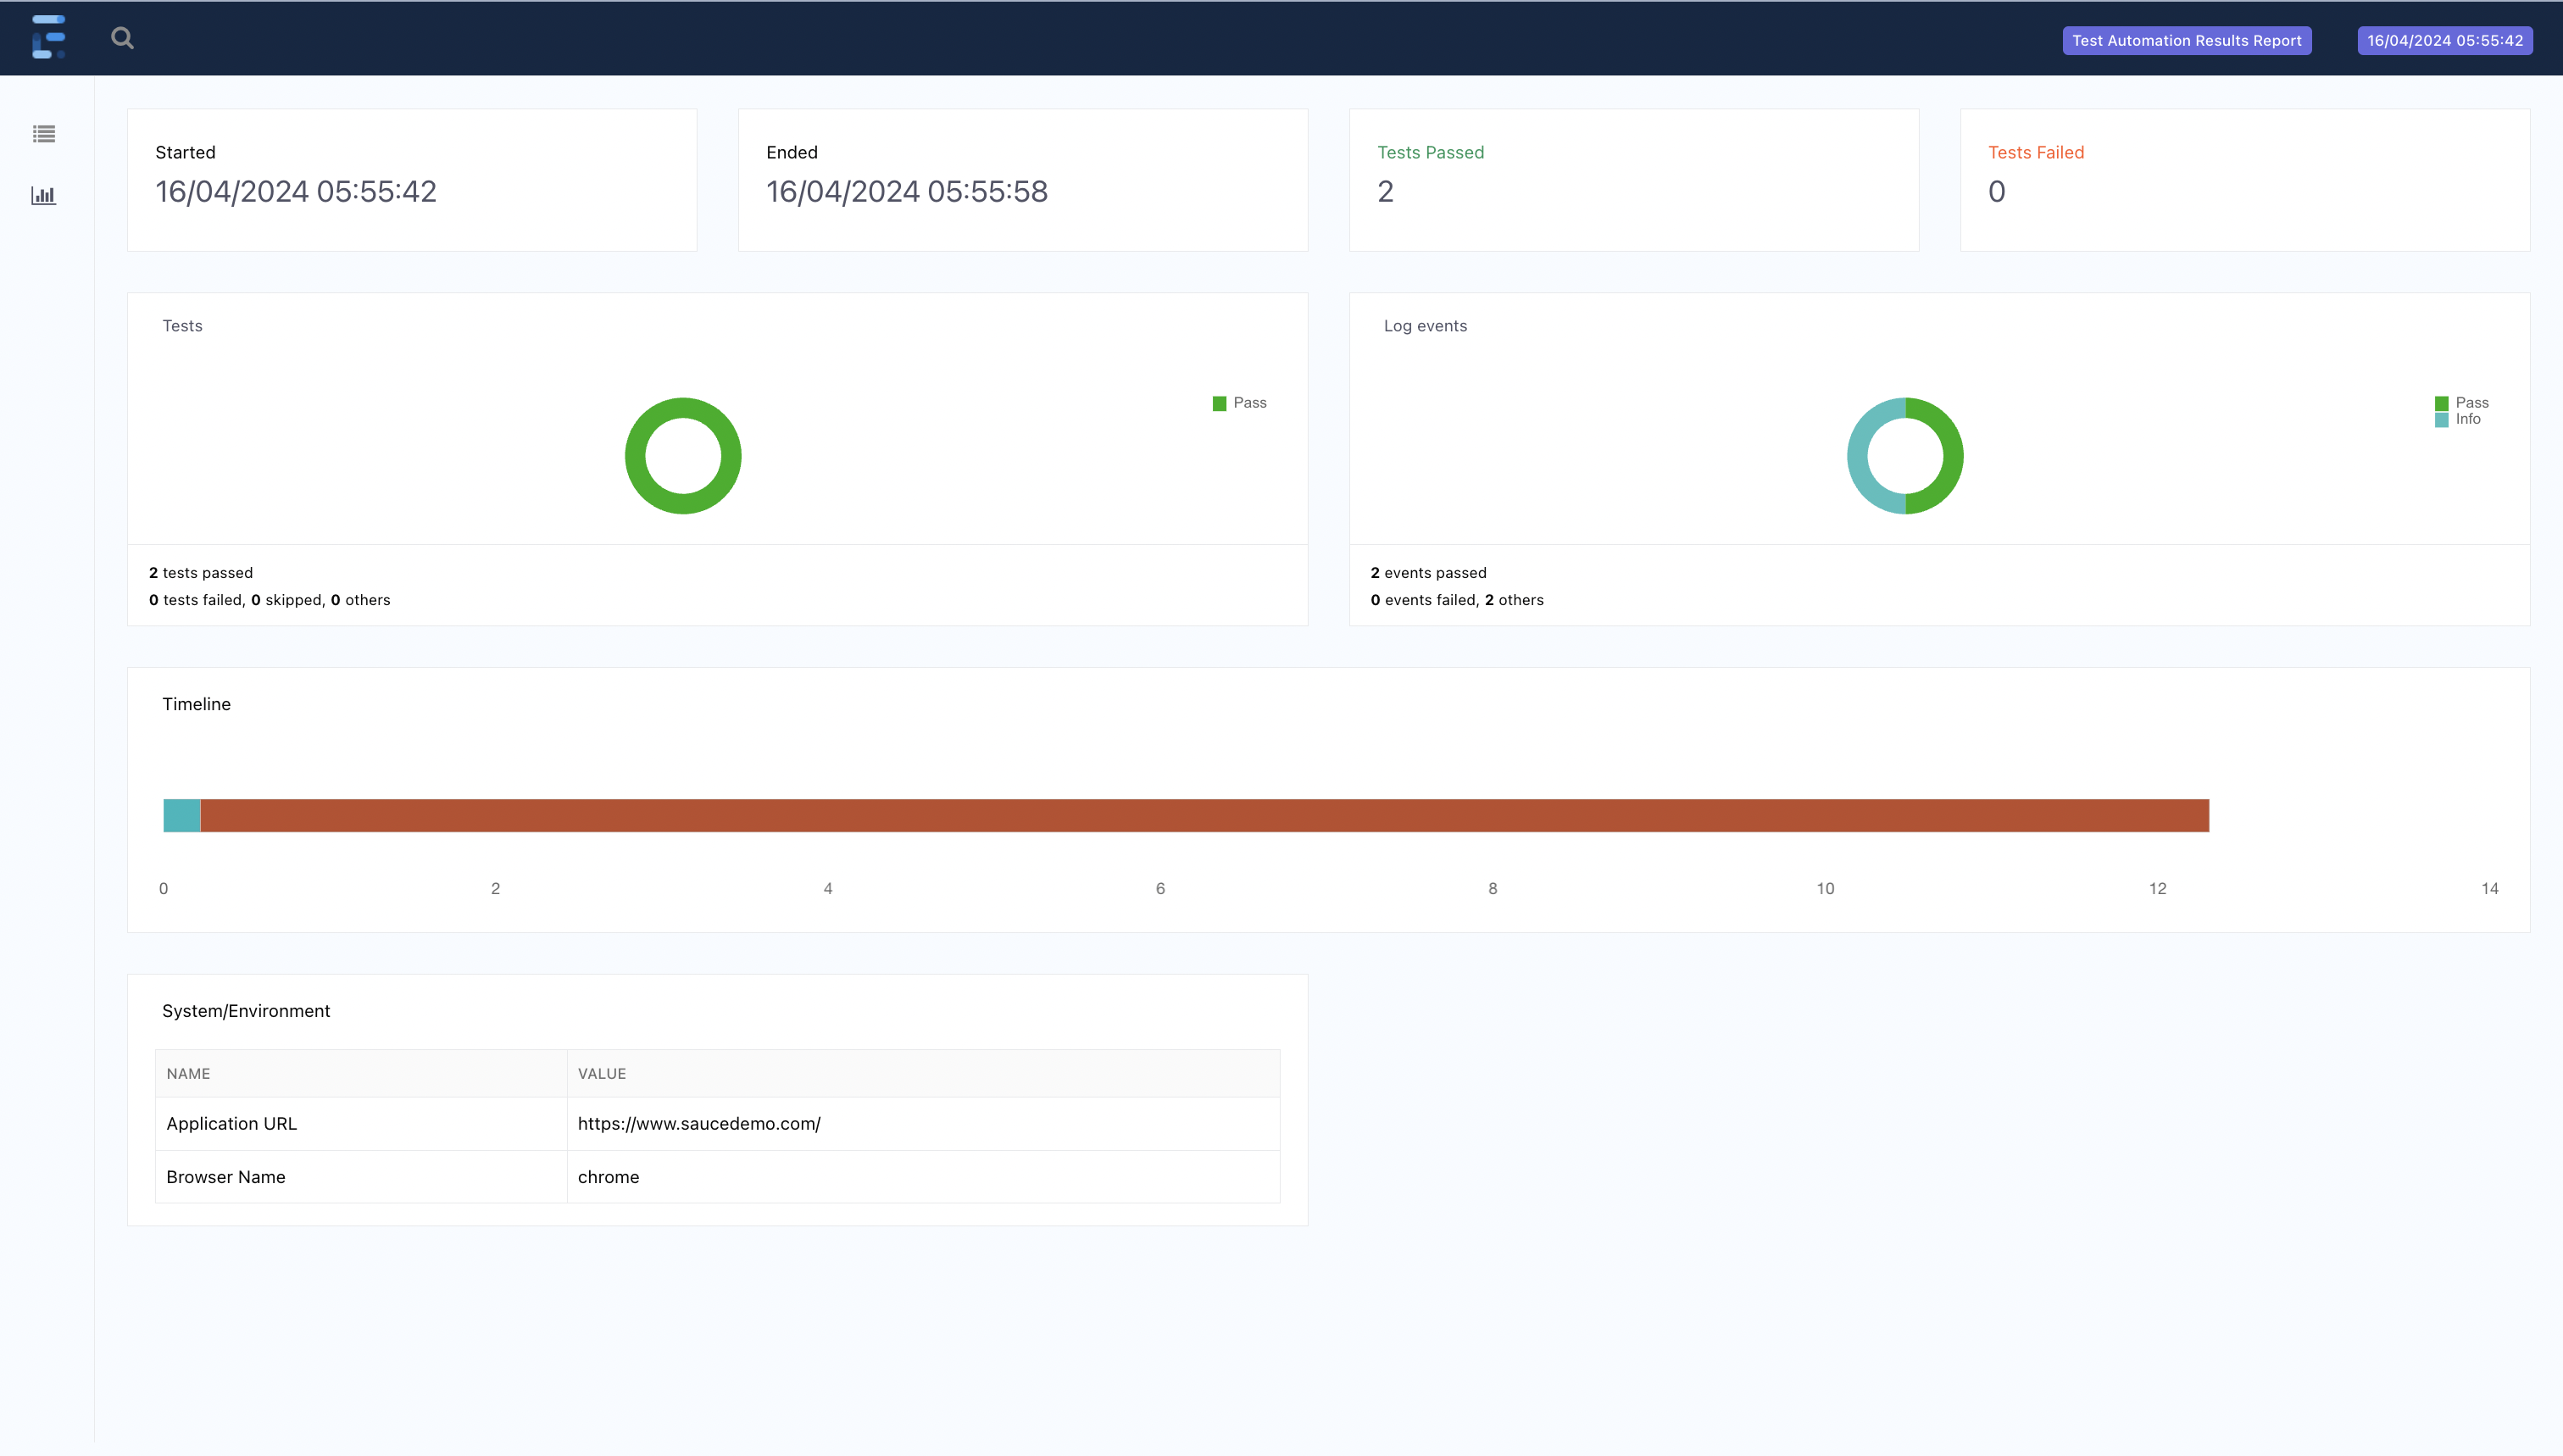 Test Automation Results Report
16/04/2024 05:55:42
Started
16/04/2024 05:55:42
Ended
16/04/2024 05:55:58
Tests Passed
2
Tests Failed
0
Tests
Pass
2 tests passed
0 tests failed, 0 skipped, 0 others
Log events
Pass
Info
2 events passed
0 events failed, 2 others
Timeline
0 2 4 6 8 10 12 14
System/Environment
NAME VALUE
Application URL https://www.saucedemo.com/
Browser Name chrome